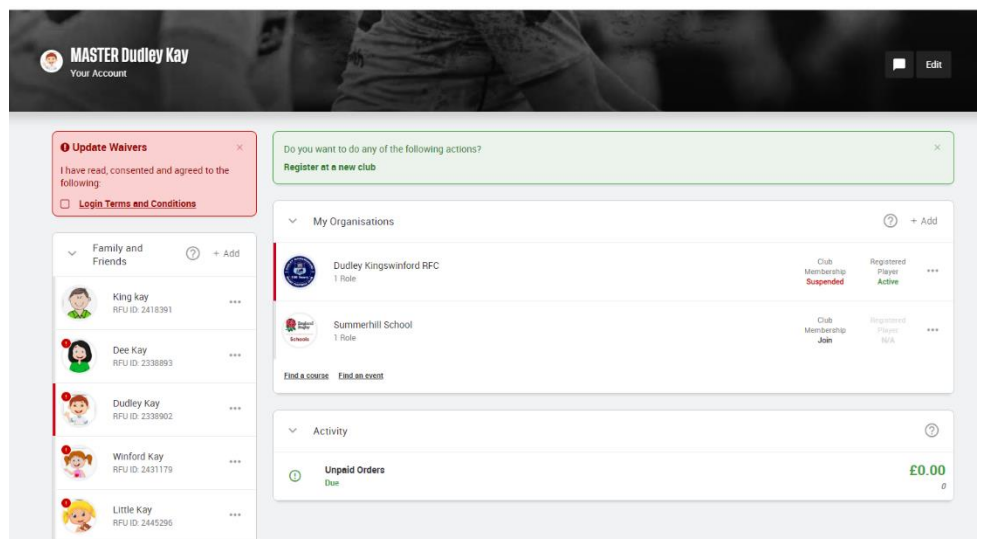 MASTER Dudley Kay
Your Account
Edit
Update Waivers
I have read, consented and agreed to the
following:
Login Terms and Conditions
Family and
Friends
+ Add
King kay
RFU ID: 2418391
Dee Kay
RFU ID: 2338893
Dudley Kay
RFU ID: 2338902
Winford Kay
RFU ID: 2431179
Little Kay
RFU ID: 2445296
Do you want to do any of the following actions?
Register at a new club
My Organisations
+ Add
Dudley Kingswinford RFC
1 Role
Club
Membership
Suspended
Registered
Player
Active
Summerhill School
1 Role
Club
Membership
Join
Registered
Player
N/A
England
Rugby
Schools
Find a course Find an event
Activity
Unpaid Orders
Due
£0.00
0